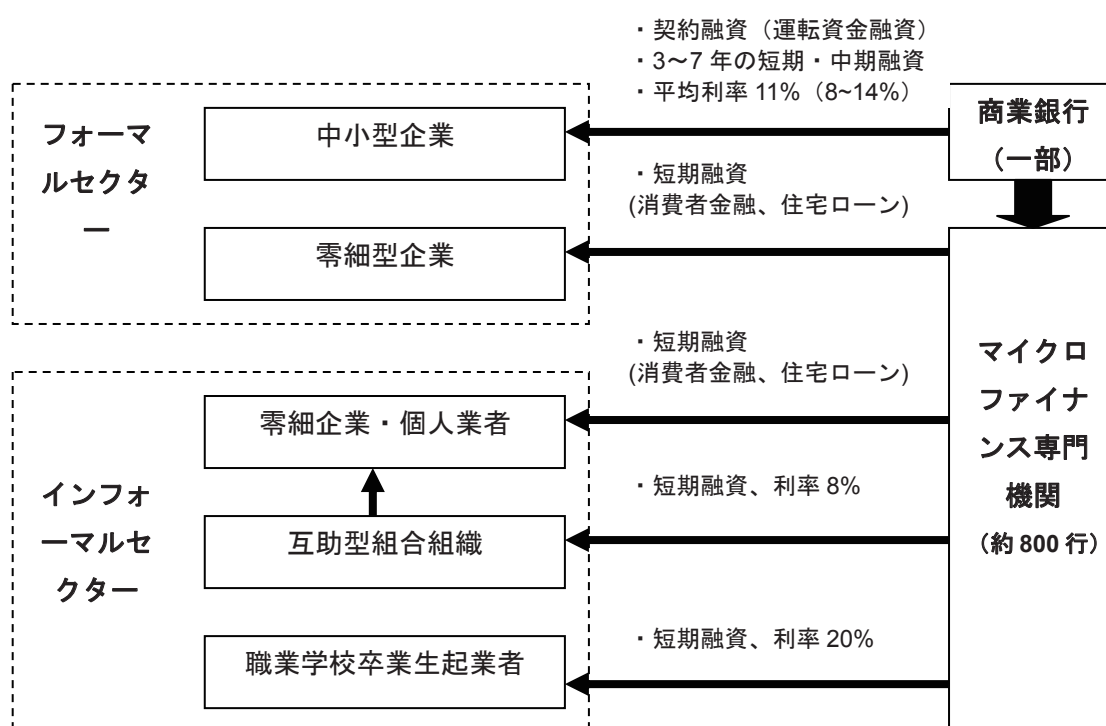 ・契約融資（運転資金融資）
・3～7 年の短期・中期融資
・平均利率 11%（8~14%）
商業銀行
（一部）
フォーマ
ルセクタ
ー
中小型企業
・短期融資
(消費者金融、住宅ローン)
零細型企業
・短期融資
(消費者金融、住宅ローン)
マイクロ
ファイナ
ンス専門
機関
（約 800 行）
インフォ
ーマルセ
クター
零細企業・個人業者
・短期融資、利率 8%
互助型組合組織
・短期融資、利率 20%
職業学校卒業生起業者